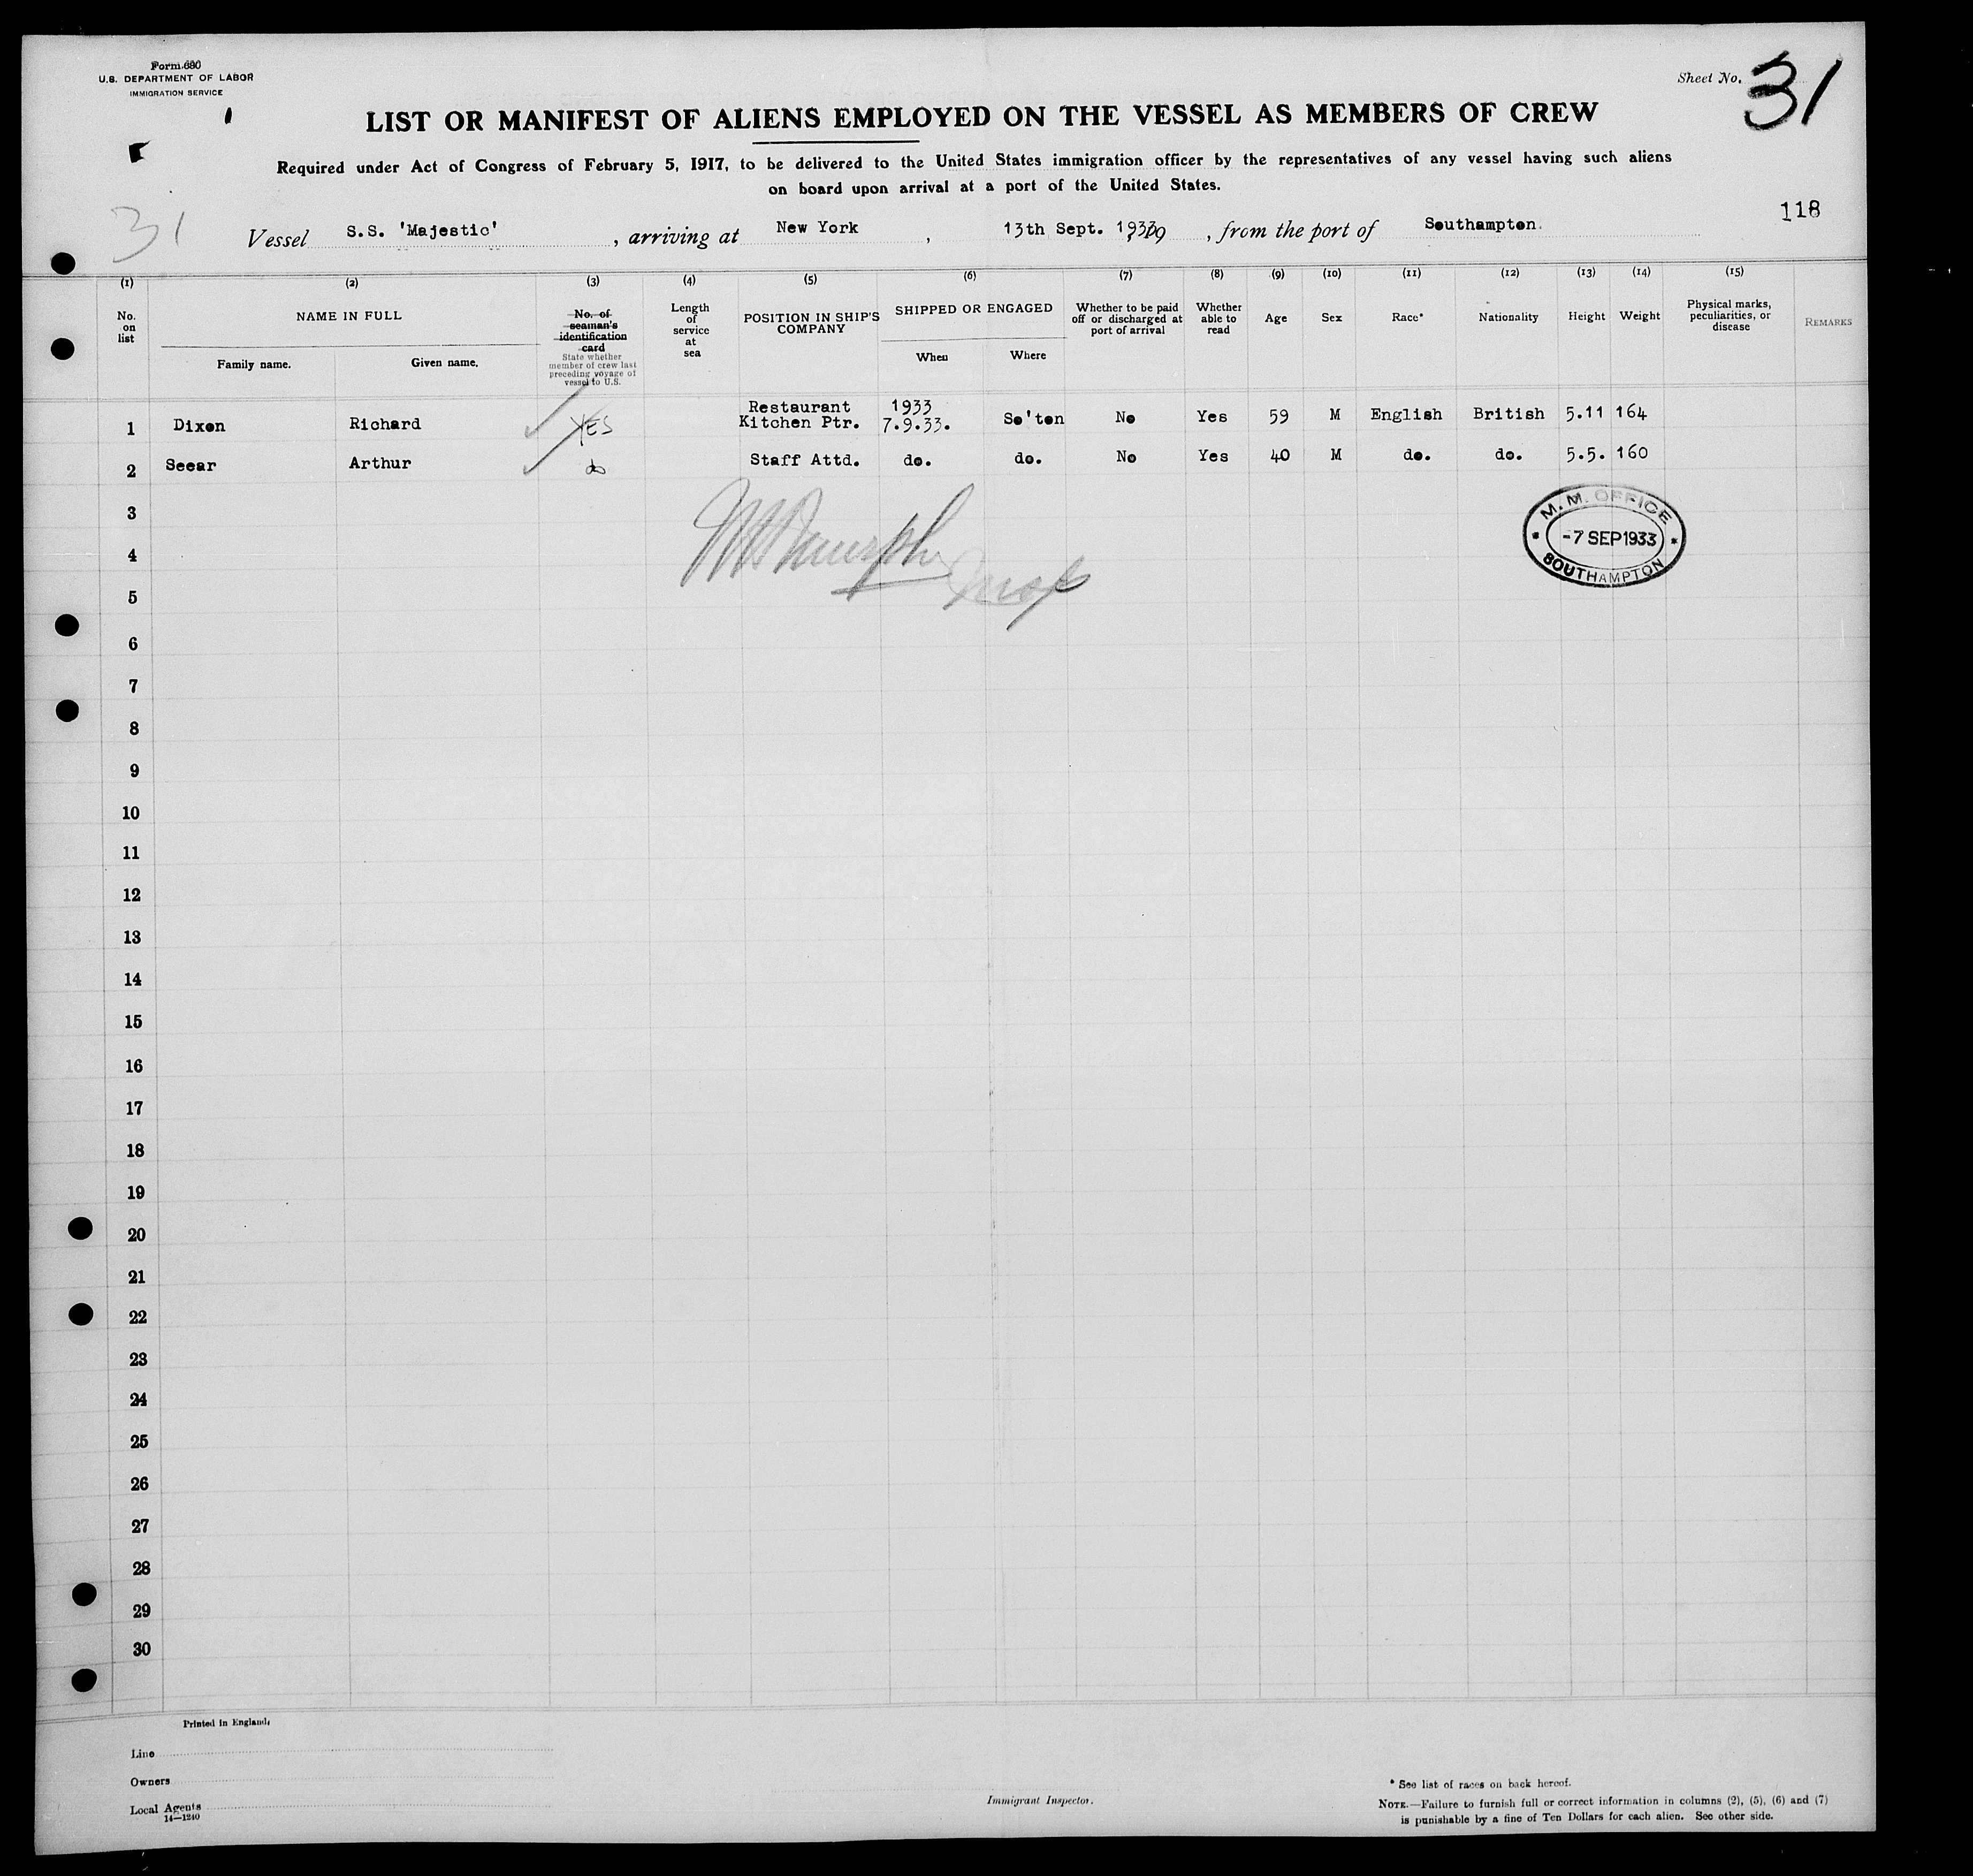 Form 680
U.S. DEPARTMENT OF LABOR
IMMIGRATION SERVICE
Sheet No. 31
LIST OR MANIFEST OF ALIENS EMPLOYED ON THE VESSEL AS MEMBERS OF CREW
Required under Act of Congress of February 5, 1917, to be delivered to the United States immigration officer by the representatives of any vessel having such aliens
on board upon arrival at a port of the United States.
31
118
Vessel S.S. 'Majestic' , arriving at New York , 13th Sept. 1933 , from the port of Southampton.
(1) (2) (3) (4) (5) (6) (7) (8) (9) (10) (11) (12) (13) (14) (15)
No. on list
NAME IN FULL
Family name. Given name.
No. of seaman's identification card
State whether member of crew last preceding voyage of vessel to U.S.
Length of service at sea
POSITION IN SHIP'S COMPANY
SHIPPED OR ENGAGED
When Where
Whether to be paid off or discharged at port of arrival
Whether able to read
Age
Sex
Race*
Nationality
Height
Weight
Physical marks, peculiarities, or disease
REMARKS
1 Dixon Richard YES Restaurant Kitchen Ptr. 1933 7.9.33. So'ton No Yes 59 M English British 5.11 164
2 Seear Arthur do Staff Attd. do. do. No Yes 40 M do. do. 5.5. 160
3
4
5
M. M. OFFICE
-7 SEP 1933
SOUTHAMPTON
6
7
8
9
10
11
12
13
14
15
16
17
18
19
20
21
22
23
24
25
26
27
28
29
30
Printed in England.
Line
Owners
Local Agents
14—1240
Immigrant Inspector.
* See list of races on back hereof.
NOTE.—Failure to furnish full or correct information in columns (2), (5), (6) and (7)
is punishable by a fine of Ten Dollars for each alien. See other side.